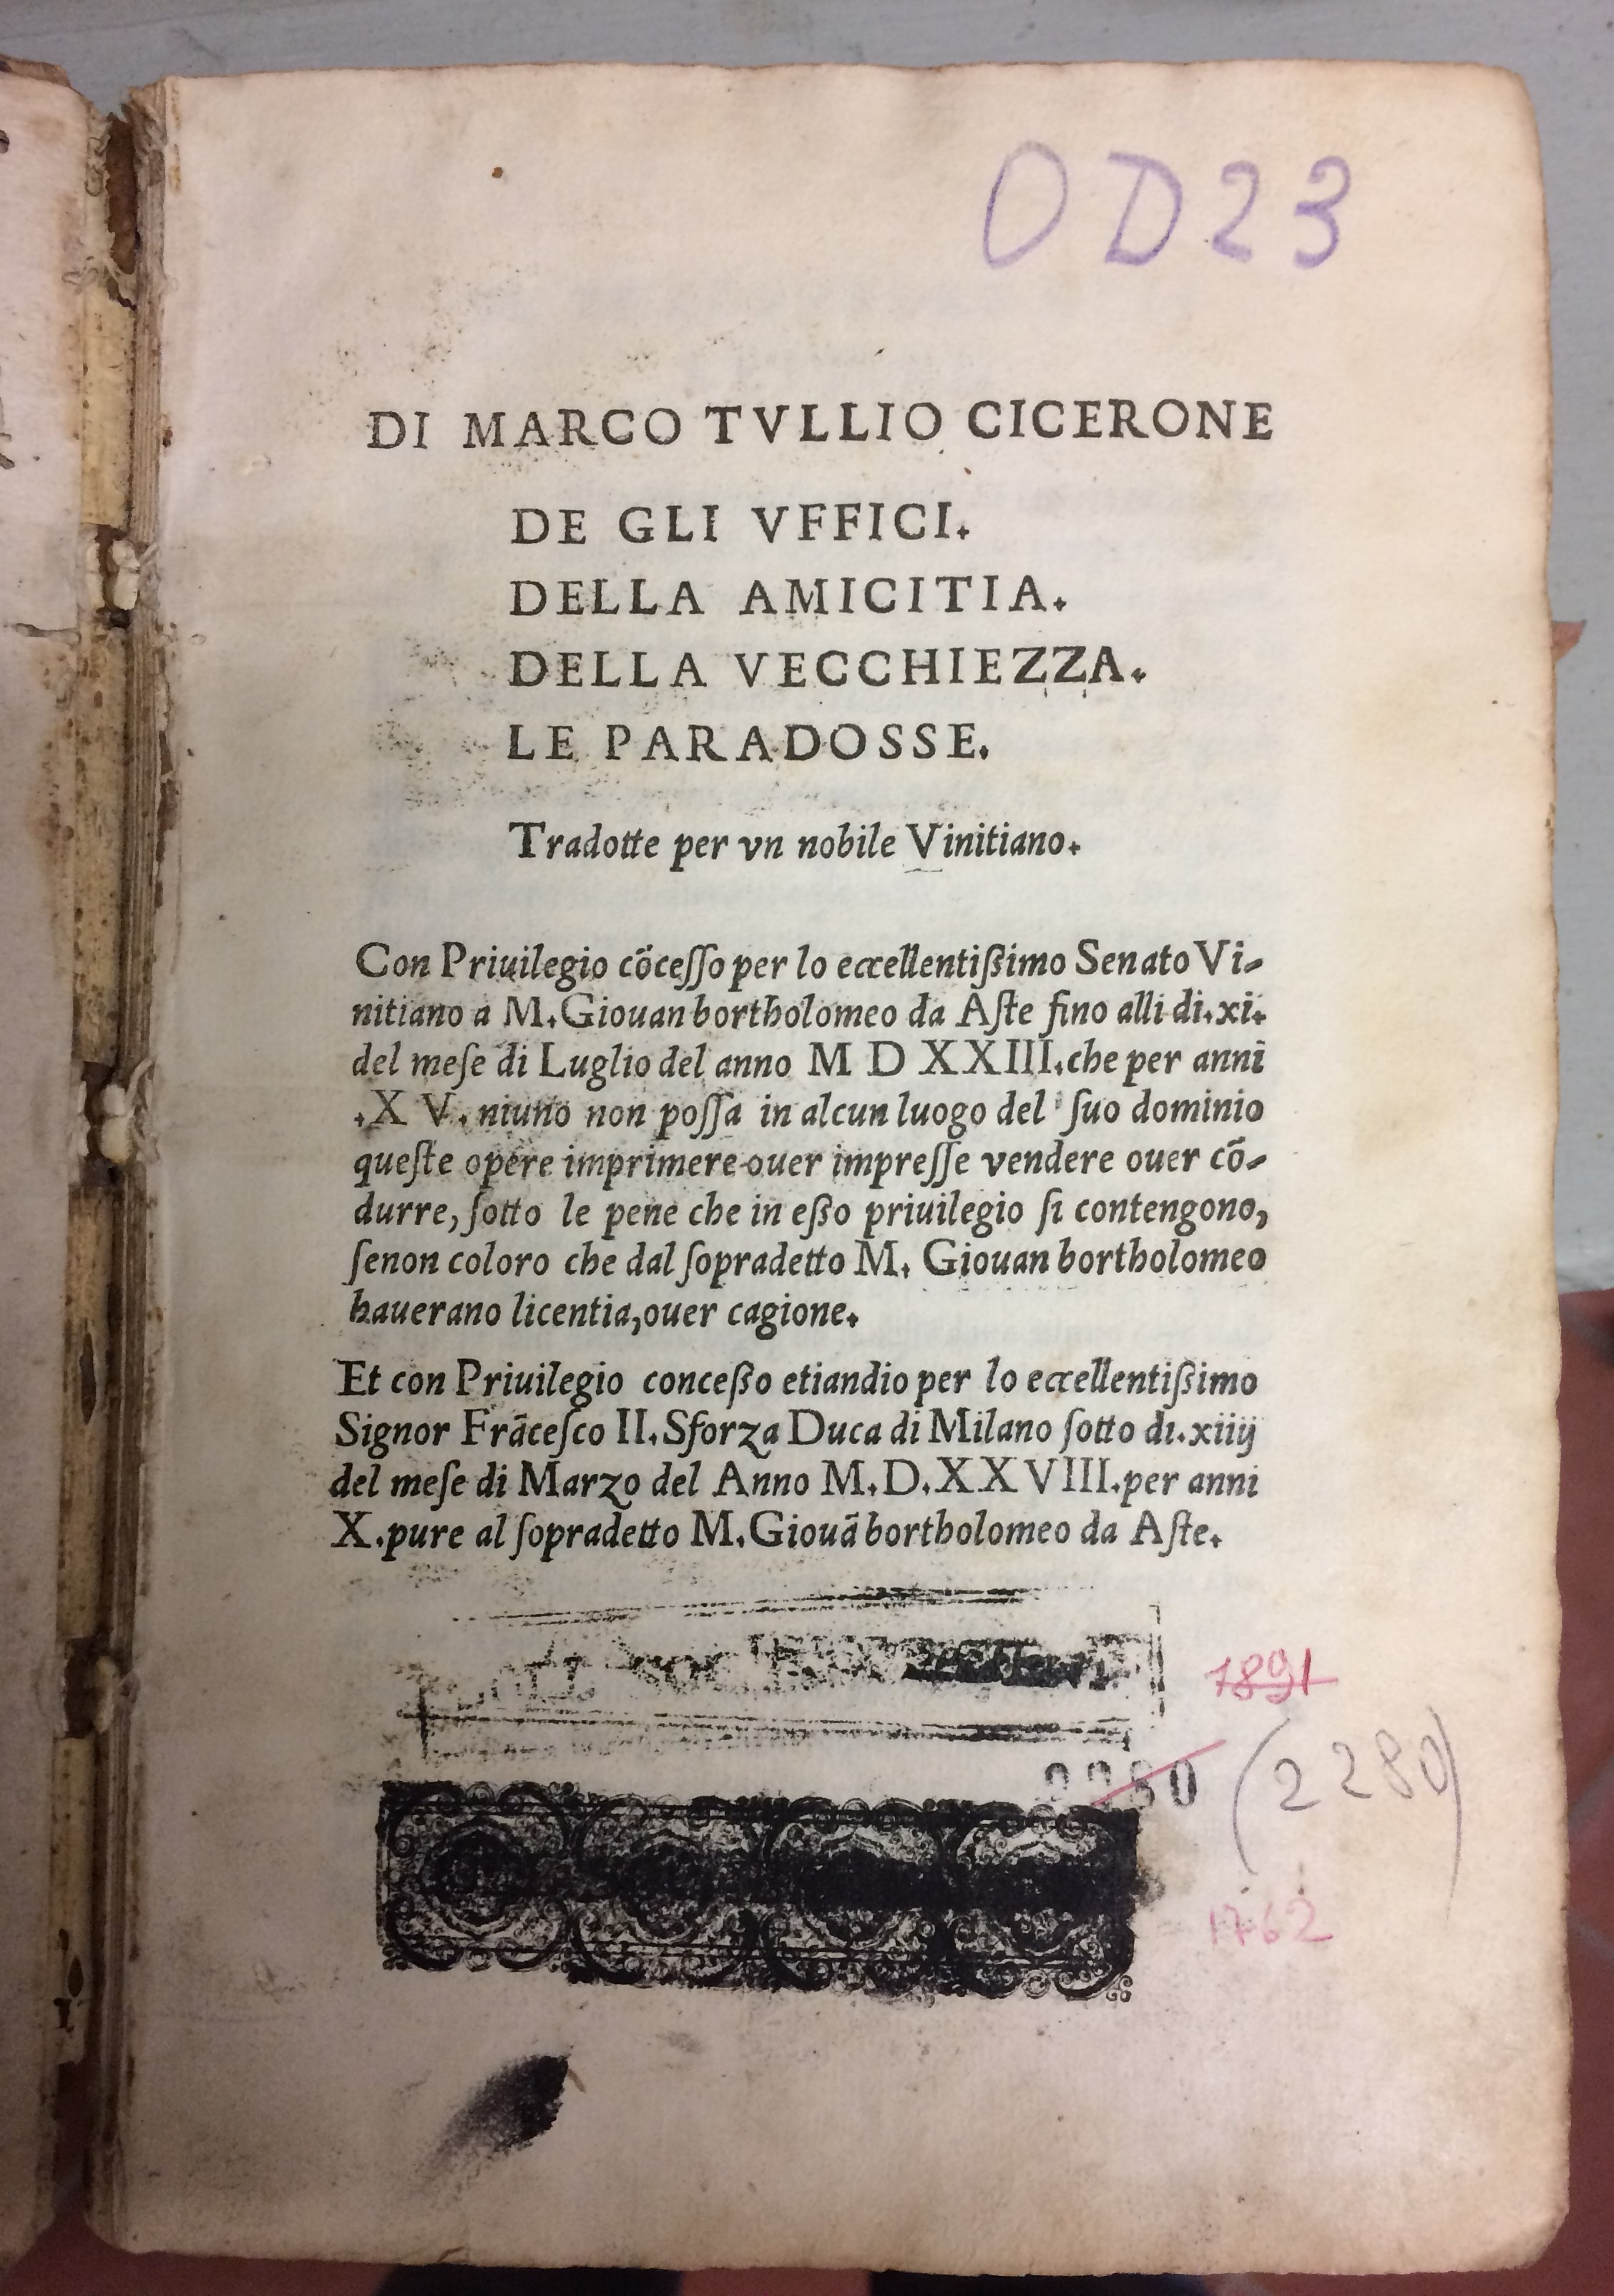 OD23
DI MARCO TVLLIO CICERONE
DE GLI VFFICI.
DELLA AMICITIA.
DELLA VECCHIEZZA.
LE PARADOSSE.
Tradotte per vn nobile Vinitiano.
Con Priuilegio cõceſſo per lo eccellentißimo Senato Vi-
nitiano a M. Giouan bortholomeo da Aſte fino alli di.xi.
del meſe di Luglio del anno M D XXIII. che per anni
.X V. niuno non poſſa in alcun luogo del ſuo dominio
queſte opere imprimere ouer impreſſe vendere ouer cõ-
durre, ſotto le pene che in eßo priuilegio ſi contengono,
ſenon coloro che dal ſopradetto M. Giouan bortholomeo
hauerano licentia, ouer cagione.
Et con Priuilegio conceßo etiandio per lo eccellentißimo
Signor Frãceſco II. Sforza Duca di Milano ſotto di.xiiij
del meſe di Marzo del Anno M.D.XXVIII. per anni
X. pure al ſopradetto M. Giouã bortholomeo da Aſte.
1891
2280 (2280)
1762